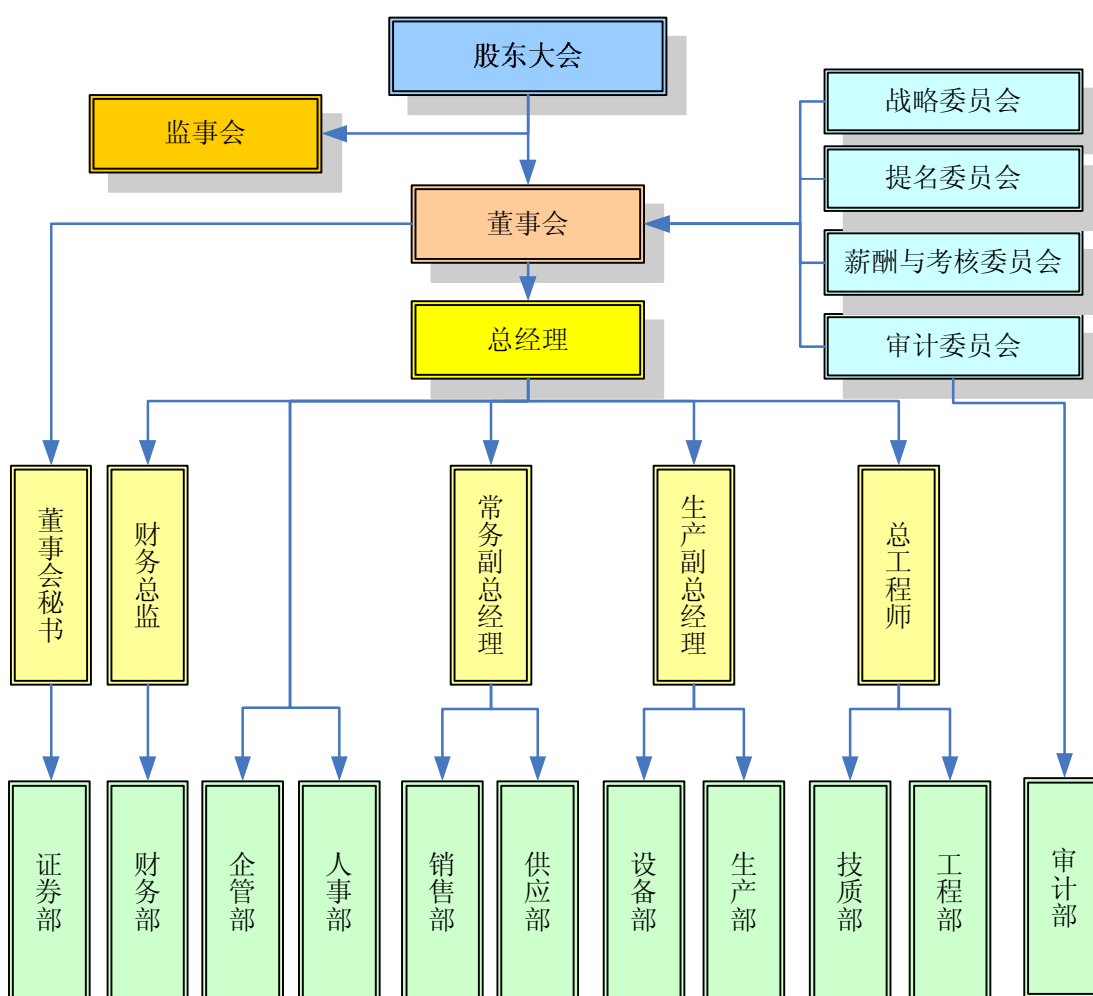 股东大会
战略委员会
监事会
提名委员会
董事会
薪酬与考核委员会
总经理
审计委员会
董事会秘书
财务总监
常务副总经理
生产副总经理
总工程师
证券部
财务部
企管部
人事部
销售部
供应部
设备部
生产部
技质部
工程部
审计部